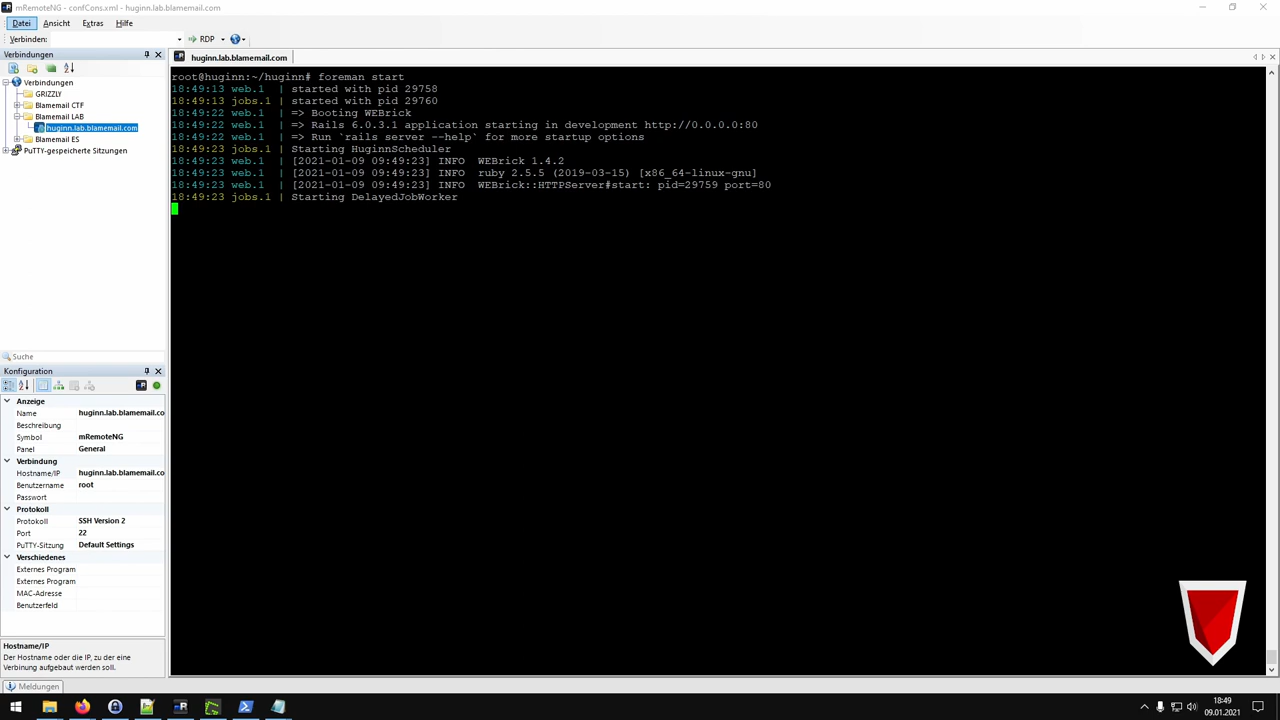 mRemoteNG - confCons.xml - huginn.lab.blamemail.com
Datei Ansicht Extras Hilfe
Verbinden: RDP
Verbindungen
huginn.lab.blamemail.com
Verbindungen
GRIZZLY
Blamemail CTF
Blamemail LAB
huginn.lab.blamemail.com
Blamemail ES
PuTTY-gespeicherte Sitzungen
root@huginn:~/huginn# foreman start
18:49:13 web.1  | started with pid 29758
18:49:13 jobs.1 | started with pid 29760
18:49:22 web.1  | => Booting WEBrick
18:49:22 web.1  | => Rails 6.0.3.1 application starting in development http://0.0.0.0:80
18:49:22 web.1  | => Run `rails server --help` for more startup options
18:49:23 jobs.1 | Starting HuginnScheduler
18:49:23 web.1  | [2021-01-09 09:49:23] INFO  WEBrick 1.4.2
18:49:23 web.1  | [2021-01-09 09:49:23] INFO  ruby 2.5.5 (2019-03-15) [x86_64-linux-gnu]
18:49:23 web.1  | [2021-01-09 09:49:23] INFO  WEBrick::HTTPServer#start: pid=29759 port=80
18:49:23 jobs.1 | Starting DelayedJobWorker
Suche
Konfiguration
Anzeige
Name huginn.lab.blamemail.co
Beschreibung
Symbol mRemoteNG
Panel General
Verbindung
Hostname/IP huginn.lab.blamemail.co
Benutzername root
Passwort
Protokoll
Protokoll SSH Version 2
Port 22
PuTTY-Sitzung Default Settings
Verschiedenes
Externes Program
Externes Program
MAC-Adresse
Benutzerfeld
Hostname/IP
Der Hostname oder die IP, zu der eine
Verbinung aufgebaut werden soll.
Meldungen
18:49
09.01.2021